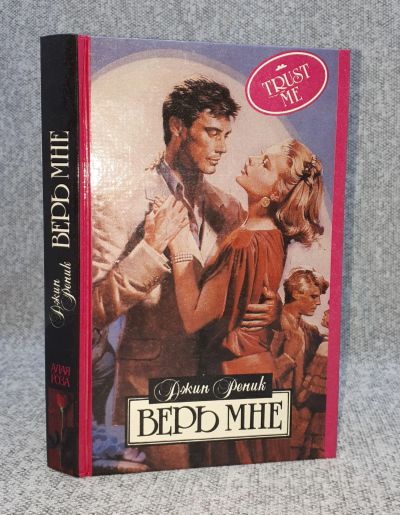 TRUST
ME
Джин Реник
ВЕРЬ МНЕ
Джин
Реник
ВЕРЬ МНЕ
АЛАЯ
РОЗА